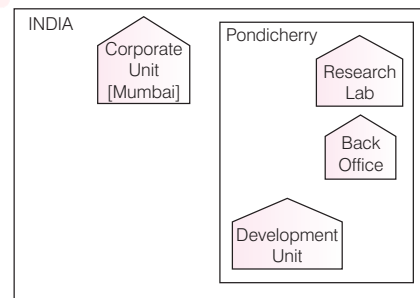 INDIA
Corporate
Unit
[Mumbai]
Pondicherry
Research
Lab
Back
Office
Development
Unit